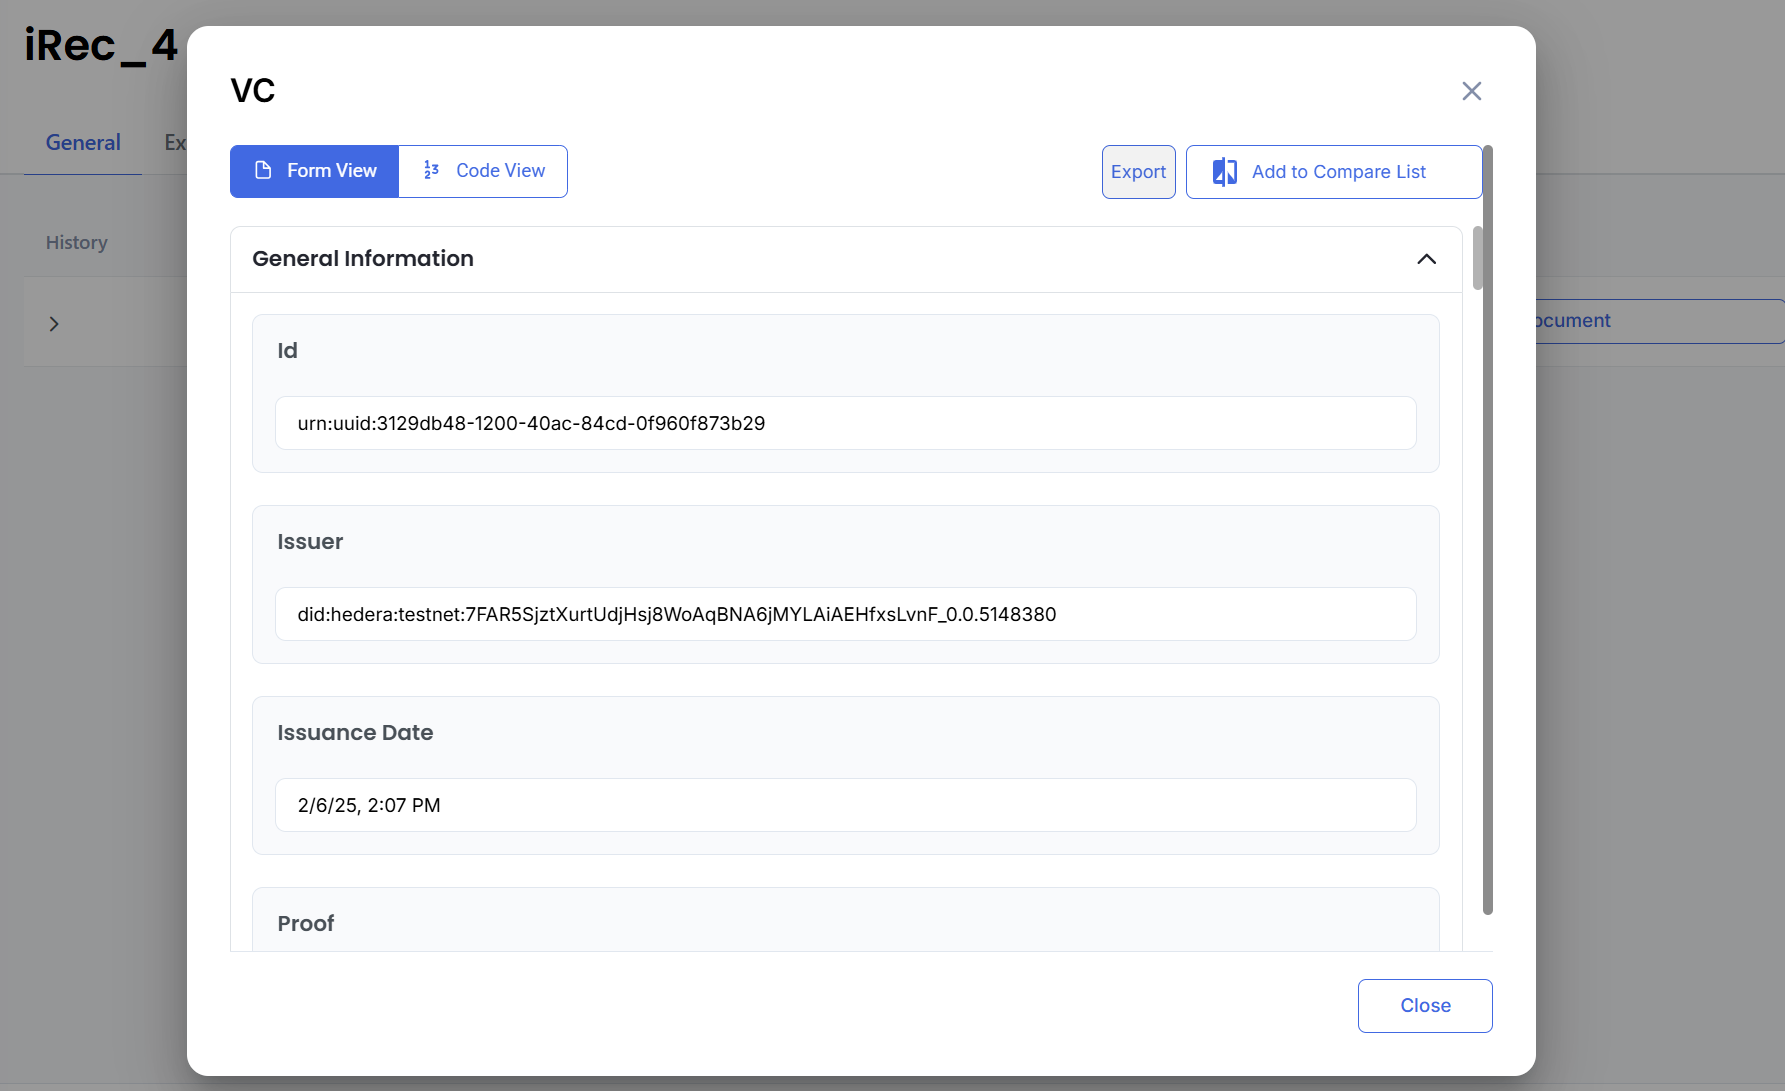 iRec_4
VC
General
Form View
Code View
Export
Add to Compare List
History
General Information
Id
urn:uuid:3129db48-1200-40ac-84cd-0f960f873b29
Issuer
did:hedera:testnet:7FAR5SjztXurtUdjHsj8WoAqBNA6jMYLAiAEHfxsLvnF_0.0.5148380
Issuance Date
2/6/25, 2:07 PM
Proof
Close